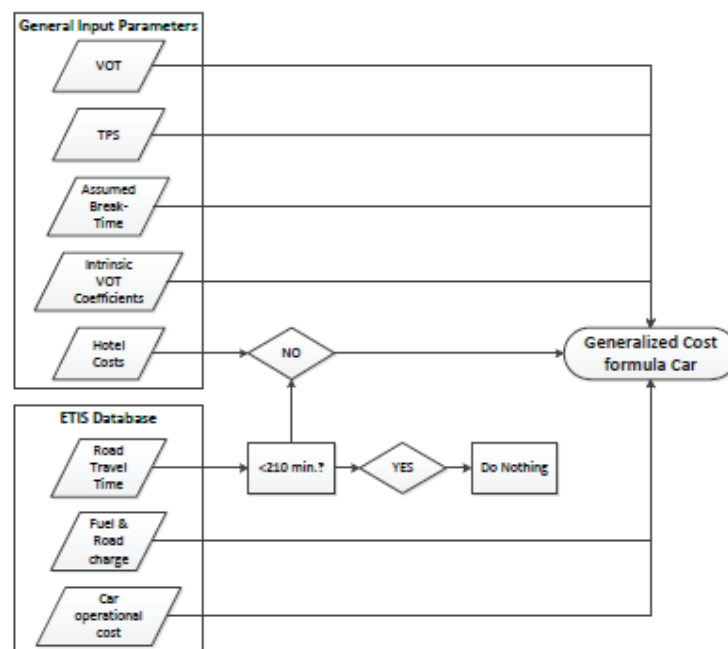 General Input Parameters
VOT
TPS
Assumed
Break-
Time
Intrinsic
VOT
Coefficients
Hotel
Costs
NO
Generalized Cost
formula Car
ETIS Database
Road
Travel
Time
<210 min.?
YES
Do Nothing
Fuel &
Road
charge
Car
operational
cost